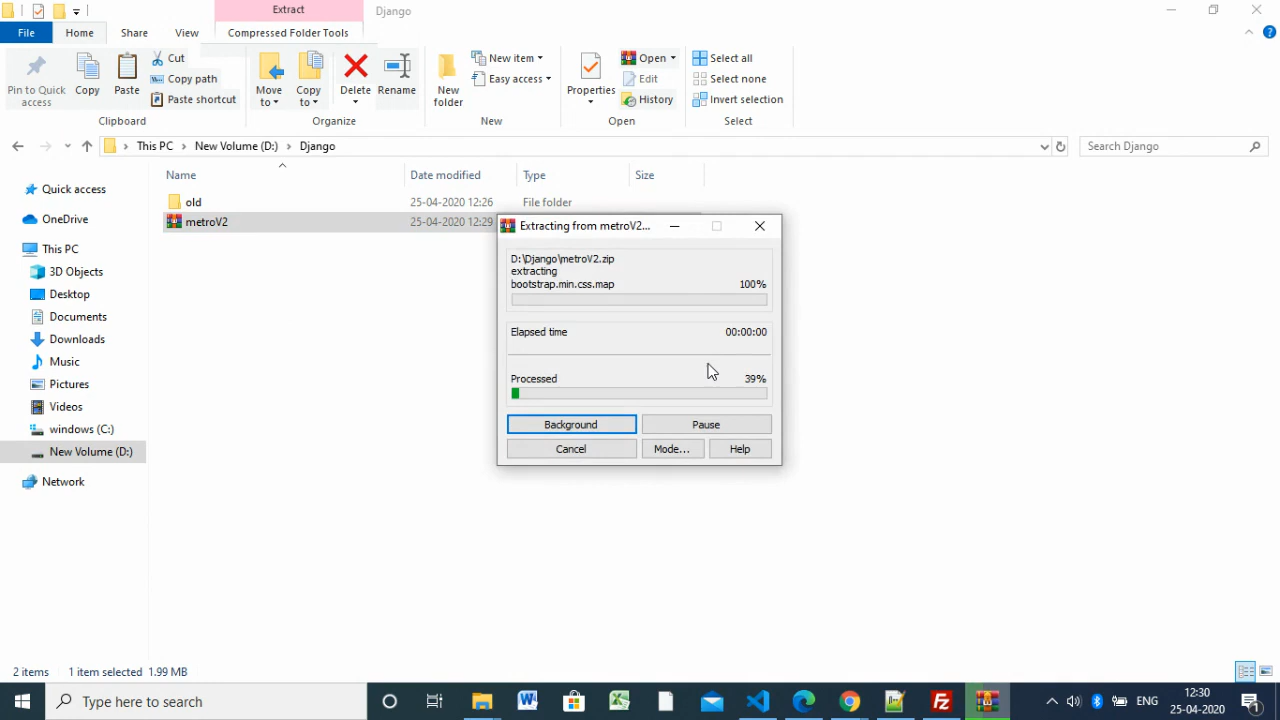 Extract
Django
File
Home
Share
View
Compressed Folder Tools
Pin to Quick access
Copy
Paste
Cut
Copy path
Paste shortcut
Clipboard
Move to
Copy to
Delete
Rename
Organize
New folder
New item
Easy access
New
Properties
Open
Edit
History
Open
Select all
Select none
Invert selection
Select
This PC > New Volume (D:) > Django
Search Django
Name
Date modified
Type
Size
old
25-04-2020 12:26
File folder
metroV2
25-04-2020 12:29
Quick access
OneDrive
This PC
3D Objects
Desktop
Documents
Downloads
Music
Pictures
Videos
windows (C:)
New Volume (D:)
Network
Extracting from metroV2...
D:\Django\metroV2.zip
extracting
bootstrap.min.css.map 100%
Elapsed time 00:00:00
Processed 39%
Background
Pause
Cancel
Mode...
Help
2 items
1 item selected 1.99 MB
Type here to search
ENG
12:30
25-04-2020
1